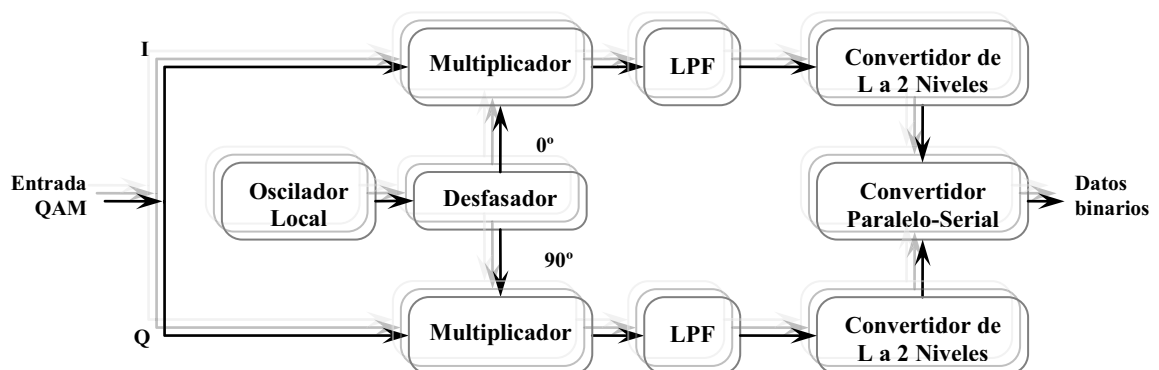 I
Multiplicador
LPF
Convertidor de
L a 2 Niveles
0º
Entrada
QAM
Oscilador
Local
Desfasador
Convertidor
Paralelo-Serial
Datos
binarios
90º
Q
Multiplicador
LPF
Convertidor de
L a 2 Niveles